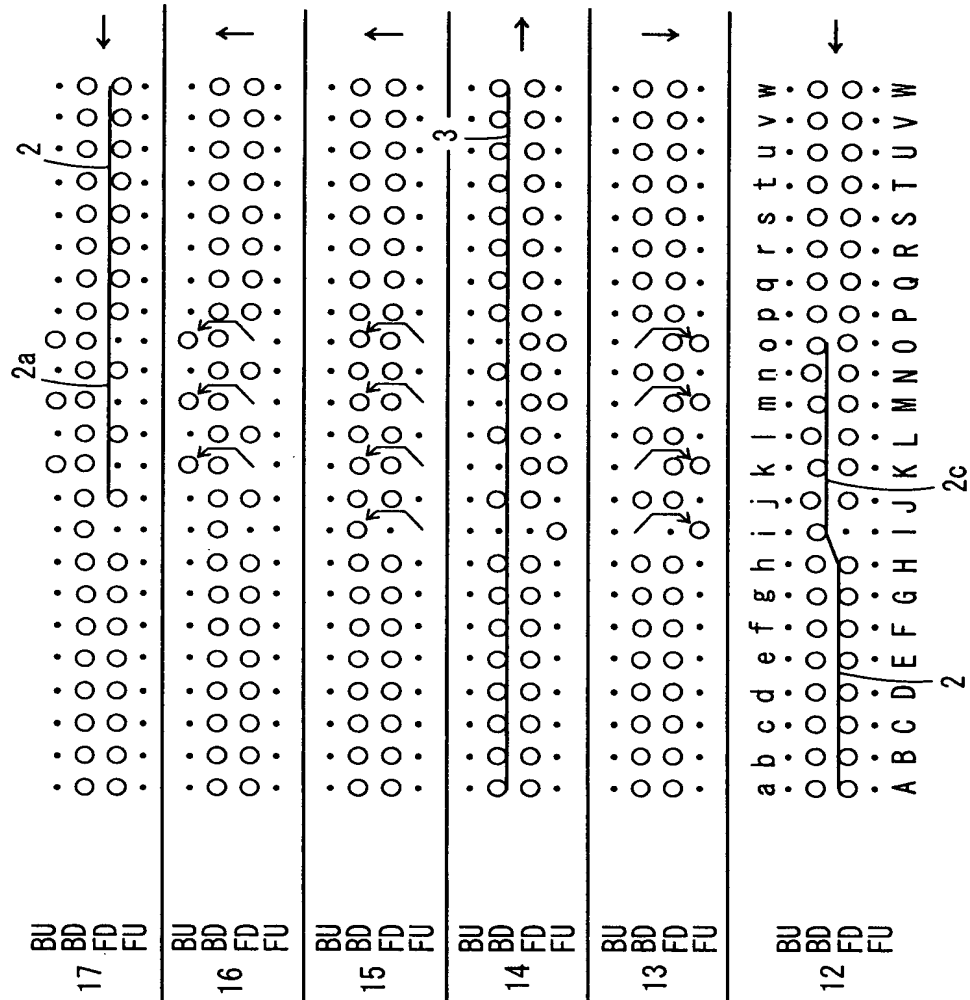 17 BU BD FD FU 2a 2
16 BU BD FD FU
15 BU BD FD FU
14 BU BD FD FU 3
13 BU BD FD FU
a b c d e f g h i j k l m n o p q r s t u v w
12 BU BD FD FU
A B C D E F G H I J K L M N O P Q R S T U V W
2 2c